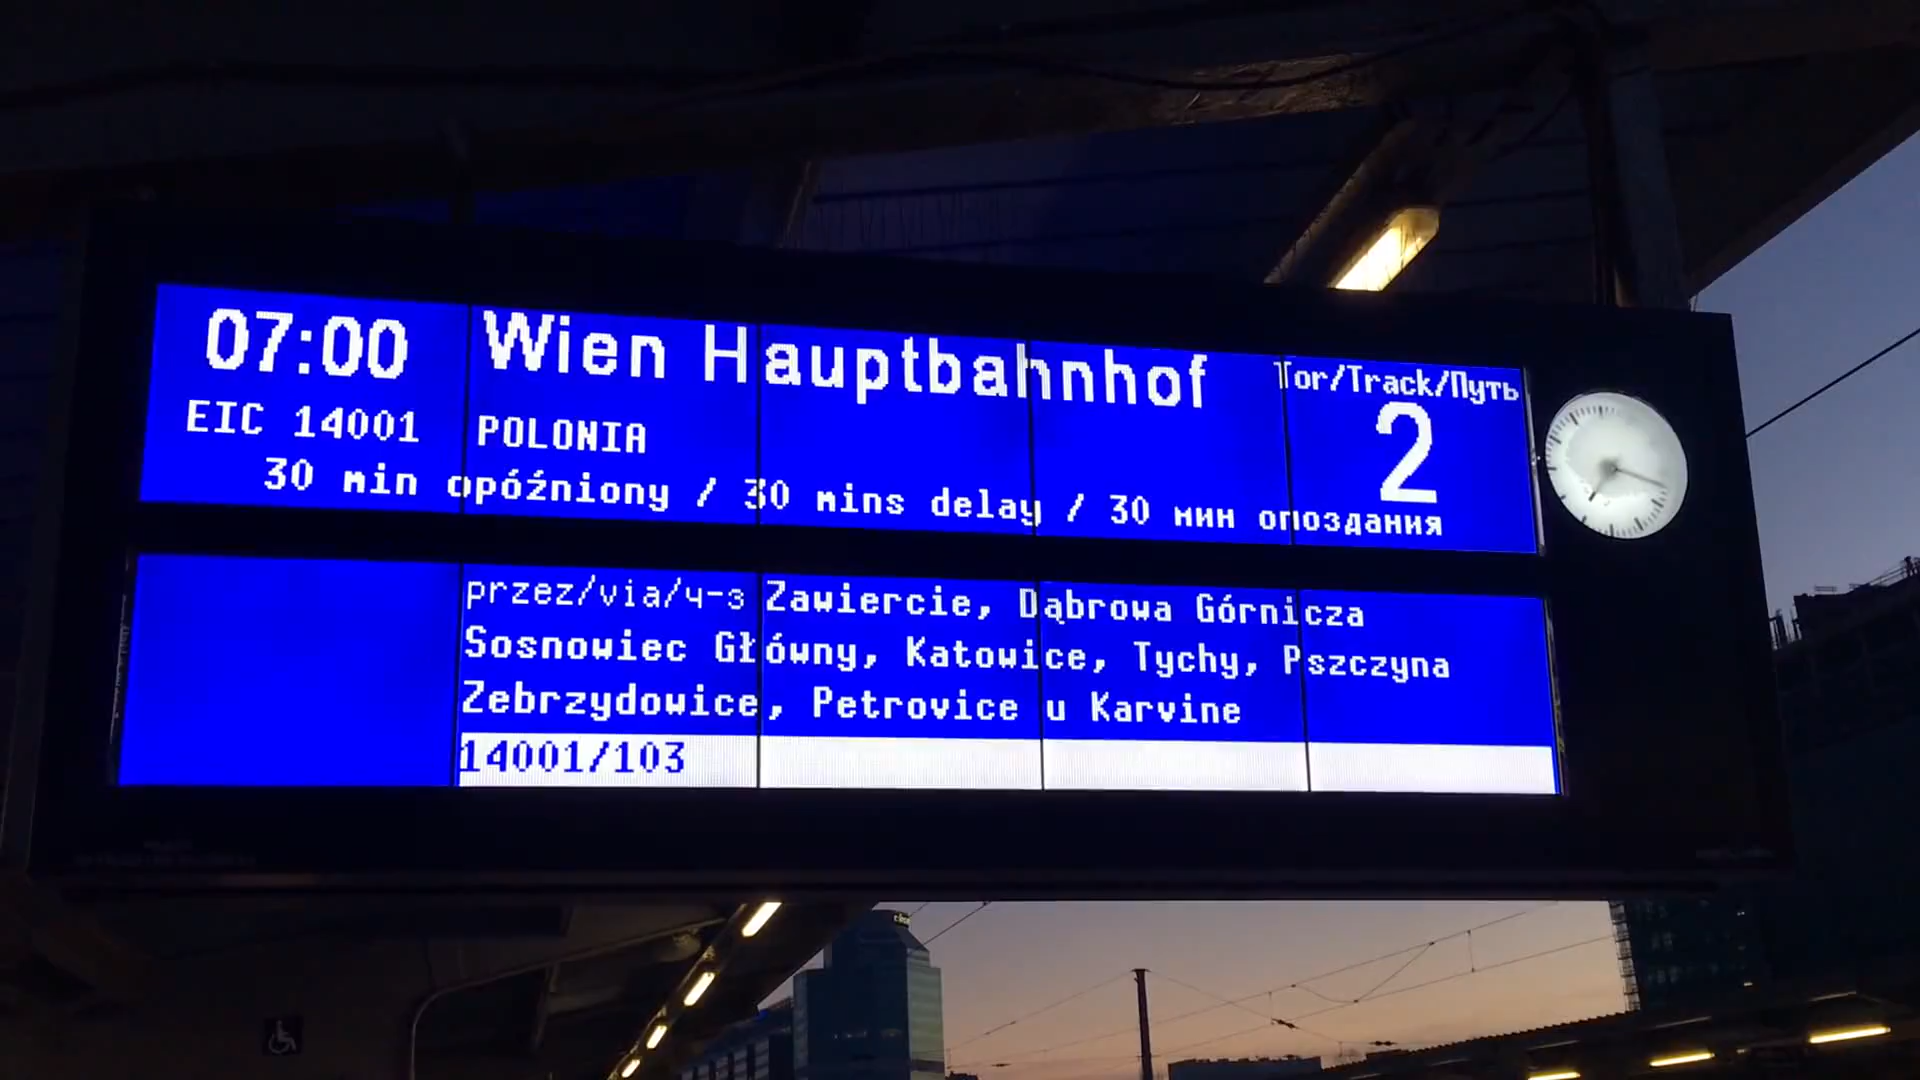 07:00 Wien Hauptbahnhof Tor/Track/Путь
2
EIC 14001 POLONIA
30 min opóźniony / 30 mins delay / 30 мин опоздания
przez/via/ч-з Zawiercie, Dąbrowa Górnicza
Sosnowiec Główny, Katowice, Tychy, Pszczyna
Zebrzydowice, Petrovice u Karvine
14001/103